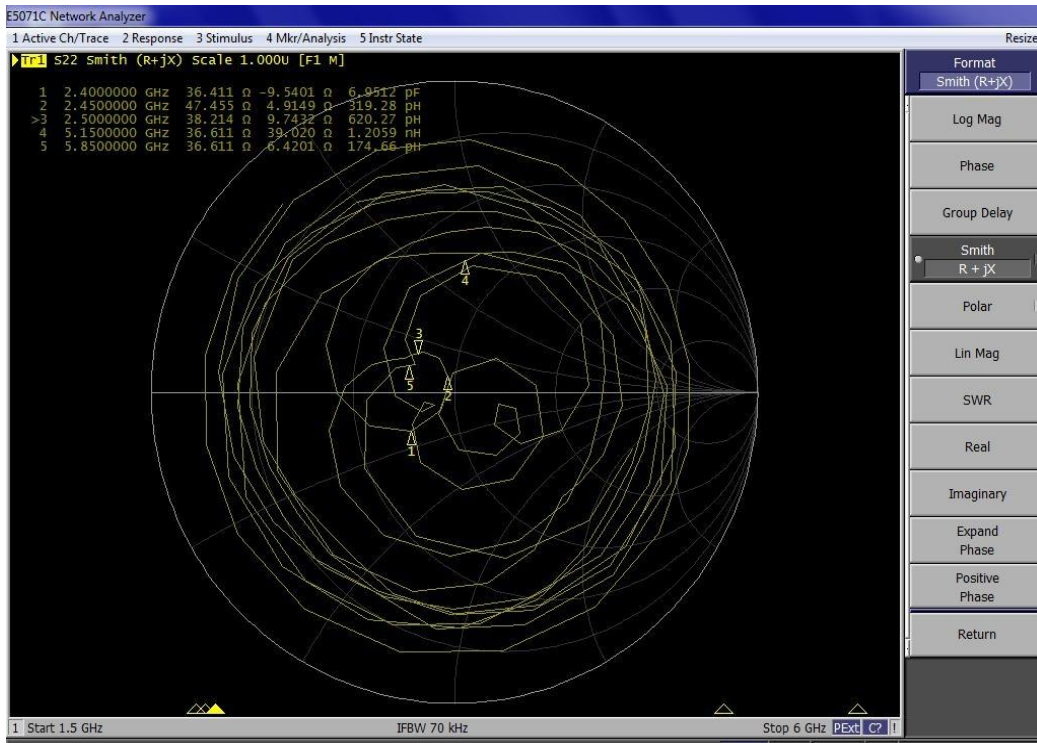 E5071C Network Analyzer
1 Active Ch/Trace 2 Response 3 Stimulus 4 Mkr/Analysis 5 Instr State
Resize
Tr1 S22 Smith (R+jX) Scale 1.000U [F1 M]
1 2.4000000 GHz 36.411 Ω -9.5401 Ω 6.9512 pF
2 2.4500000 GHz 47.455 Ω 4.9149 Ω 319.28 pH
>3 2.5000000 GHz 38.214 Ω 9.7432 Ω 620.27 pH
4 5.1500000 GHz 36.611 Ω 39.020 Ω 1.2059 nH
5 5.8500000 GHz 36.611 Ω 6.4201 Ω 174.66 pH
3
4
5
2
1
1 Start 1.5 GHz
IFBW 70 kHz
Stop 6 GHz PExt C? !
Format
Smith (R+jX)
Log Mag
Phase
Group Delay
Smith
R + jX
Polar
Lin Mag
SWR
Real
Imaginary
Expand
Phase
Positive
Phase
Return